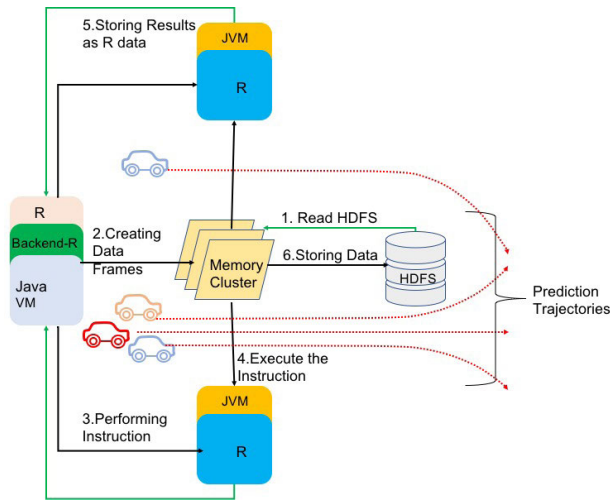 5.Storing Results
as R data
JVM
R
R
Backend-R
Java
VM
2.Creating
Data
Frames
Memory
Cluster
1. Read HDFS
6.Storing Data
HDFS
Prediction
Trajectories
4.Execute the
Instruction
3.Performing
Instruction
JVM
R